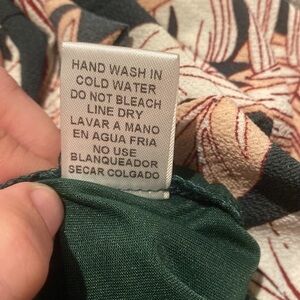 HAND WASH IN
COLD WATER
DO NOT BLEACH
LINE DRY
LAVAR A MANO
EN AGUA FRIA
NO USE
BLANQUEADOR
SECAR COLGADO